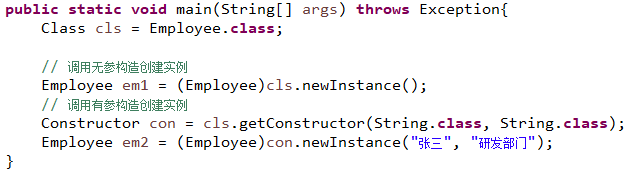 public static void main(String[] args) throws Exception{
    Class cls = Employee.class;
    // 调用无参构造创建实例
    Employee em1 = (Employee)cls.newInstance();
    // 调用有参构造创建实例
    Constructor con = cls.getConstructor(String.class, String.class);
    Employee em2 = (Employee)con.newInstance("张三", "研发部门");
}